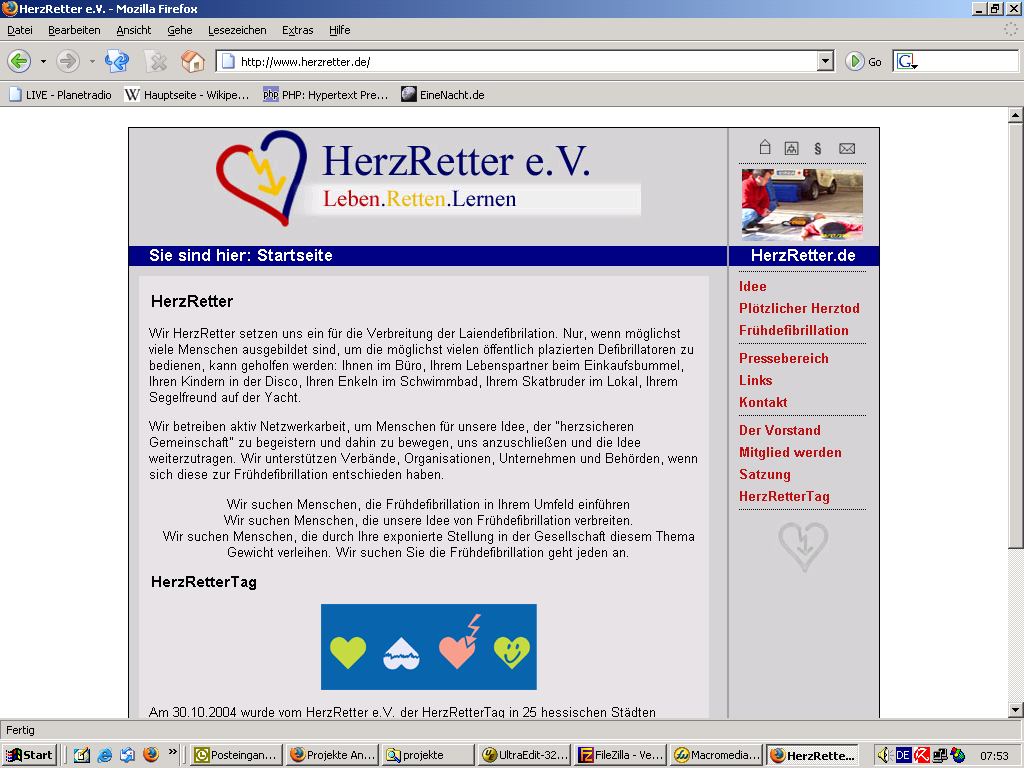 HerzRetter e.V. - Mozilla Firefox
Datei Bearbeiten Ansicht Gehe Lesezeichen Extras Hilfe
http://www.herzretter.de/ Go G
LIVE - Planetradio W Hauptseite - Wikipe... php PHP: Hypertext Pre... EineNacht.de
HerzRetter e.V.
Leben.Retten.Lernen
§
Sie sind hier: Startseite
HerzRetter.de
HerzRetter
Wir HerzRetter setzen uns ein für die Verbreitung der Laiendefibrilation. Nur, wenn möglichst
viele Menschen ausgebildet sind, um die möglichst vielen öffentlich plazierten Defibrillatoren zu
bedienen, kann geholfen werden: Ihnen im Büro, Ihrem Lebenspartner beim Einkaufsbummel,
Ihren Kindern in der Disco, Ihren Enkeln im Schwimmbad, Ihrem Skatbruder im Lokal, Ihrem
Segelfreund auf der Yacht.
Wir betreiben aktiv Netzwerkarbeit, um Menschen für unsere Idee, der "herzsicheren
Gemeinschaft" zu begeistern und dahin zu bewegen, uns anzuschließen und die Idee
weiterzutragen. Wir unterstützen Verbände, Organisationen, Unternehmen und Behörden, wenn
sich diese zur Frühdefibrillation entschieden haben.
Wir suchen Menschen, die Frühdefibrillation in Ihrem Umfeld einführen
Wir suchen Menschen, die unsere Idee von Frühdefibrillation verbreiten.
Wir suchen Menschen, die durch Ihre exponierte Stellung in der Gesellschaft diesem Thema
Gewicht verleihen. Wir suchen Sie die Frühdefibrillation geht jeden an.
HerzRetterTag
Am 30.10.2004 wurde vom HerzRetter e.V. der HerzRetterTag in 25 hessischen Städten
Idee
Plötzlicher Herztod
Frühdefibrillation
Pressebereich
Links
Kontakt
Der Vorstand
Mitglied werden
Satzung
HerzRetterTag
Fertig
Start » Posteingan... Projekte An... projekte UltraEdit-32... FileZilla - Ve... Macromedia... HerzRette... DE 07:53